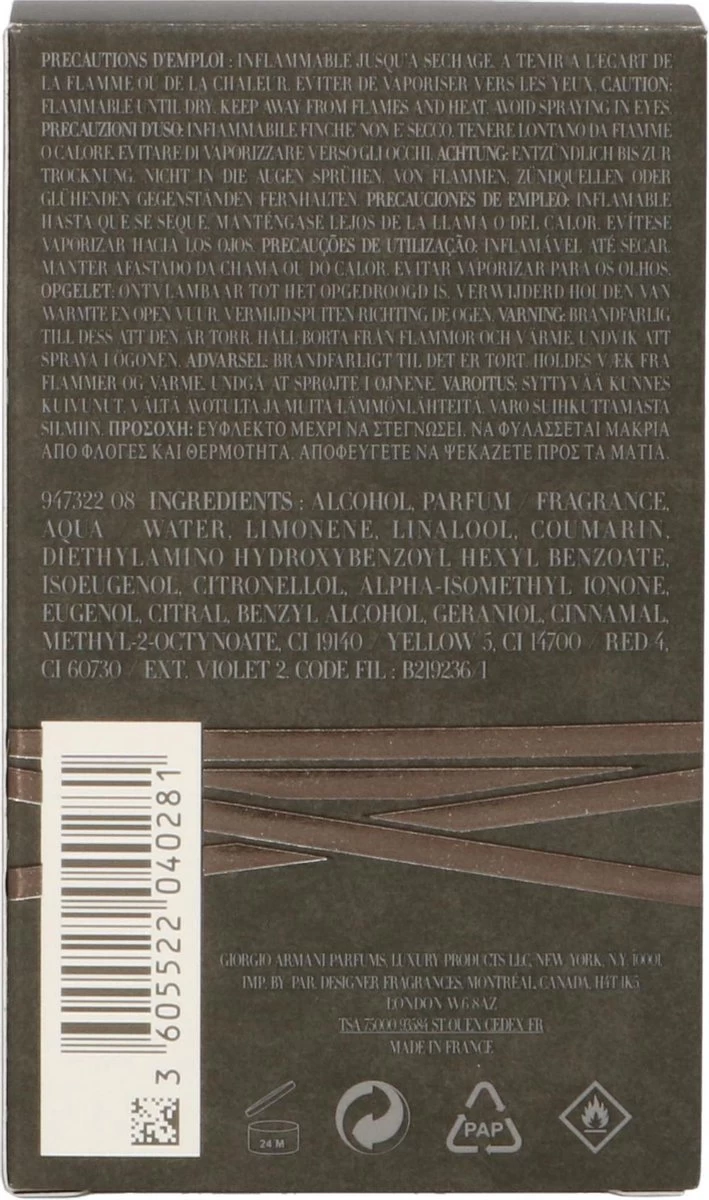 PRECAUTIONS D'EMPLOI : INFLAMMABLE JUSQU'A SECHAGE. A TENIR A L'ECART DE
LA FLAMME OU DE LA CHALEUR. EVITER DE VAPORISER VERS LES YEUX. CAUTION:
FLAMMABLE UNTIL DRY. KEEP AWAY FROM FLAMES AND HEAT. AVOID SPRAYING IN EYES.
PRECAUZIONI D'USO: INFIAMMABILE FINCHE' NON E' SECCO. TENERE LONTANO DA FIAMME
O CALORE. EVITARE DI VAPORIZZARE VERSO GLI OCCHI. ACHTUNG: ENTZÜNDLICH BIS ZUR
TROCKNUNG. NICHT IN DIE AUGEN SPRÜHEN. VON FLAMMEN, ZÜNDQUELLEN ODER
GLÜHENDEN GEGENSTÄNDEN FERNHALTEN. PRECAUCIONES DE EMPLEO: INFLAMABLE
HASTA QUE SE SEQUE. MANTÉNGASE LEJOS DE LA LLAMA O DEL CALOR. EVÍTESE
VAPORIZAR HACIA LOS OJOS. PRECAUÇÕES DE UTILIZAÇÃO: INFLAMÁVEL ATÉ SECAR.
MANTER AFASTADO DA CHAMA OU DO CALOR. EVITAR VAPORIZAR PARA OS OLHOS.
OPGELET: ONTVLAMBAAR TOT HET OPGEDROOGD IS. VERWIJDERD HOUDEN VAN
WARMTE EN OPEN VUUR. VERMIJD SPUITEN RICHTING DE OGEN. VARNING: BRANDFARLIG
TILL DESS ATT DEN ÄR TORR. HÅLL BORTA FRÅN FLAMMOR OCH VÄRME. UNDVIK ATT
SPRAYA I ÖGONEN. ADVARSEL: BRANDFARLIGT TIL DET ER TØRT. HOLDES VÆK FRA
FLAMMER OG VARME. UNDGÅ AT SPRØJTE I ØJNENE. VAROITUS: SYTTYVÄÄ KUNNES
KUIVUNUT. VÄLTÄ AVOTULTA JA MUITA LÄMMÖNLÄHTEITÄ. VARO SUIHKUTTAMASTA
SILMIIN. ΠΡΟΣΟΧΗ: ΕΥΦΛΕΚΤΟ ΜΕΧΡΙ ΝΑ ΣΤΕΓΝΩΣΕΙ. ΝΑ ΦΥΛΑΣΣΕΤΑΙ ΜΑΚΡΙΑ
ΑΠΟ ΦΛΟΓΕΣ ΚΑΙ ΘΕΡΜΟΤΗΤΑ. ΑΠΟΦΕΥΓΕΤΕ ΝΑ ΨΕΚΑΖΕΤΕ ΠΡΟΣ ΤΑ ΜΑΤΙΑ.
947322 08 INGREDIENTS : ALCOHOL, PARFUM / FRAGRANCE,
AQUA / WATER, LIMONENE, LINALOOL, COUMARIN,
DIETHYLAMINO HYDROXYBENZOYL HEXYL BENZOATE,
ISOEUGENOL, CITRONELLOL, ALPHA-ISOMETHYL IONONE,
EUGENOL, CITRAL, BENZYL ALCOHOL, GERANIOL, CINNAMAL,
METHYL-2-OCTYNOATE, CI 19140 / YELLOW 5, CI 14700 / RED 4,
CI 60730 / EXT. VIOLET 2. CODE FIL : B219236/1
3 605522 040281
GIORGIO ARMANI PARFUMS, LUXURY PRODUCTS LLC, NEW YORK, N.Y. 10001.
IMP. BY · PAR, DESIGNER FRAGRANCES, MONTRÉAL, CANADA, H4T 1K5
LONDON W6 8AZ
TSA 75000 93584 ST OUEN CEDEX-FR
MADE IN FRANCE
24 M
PAP